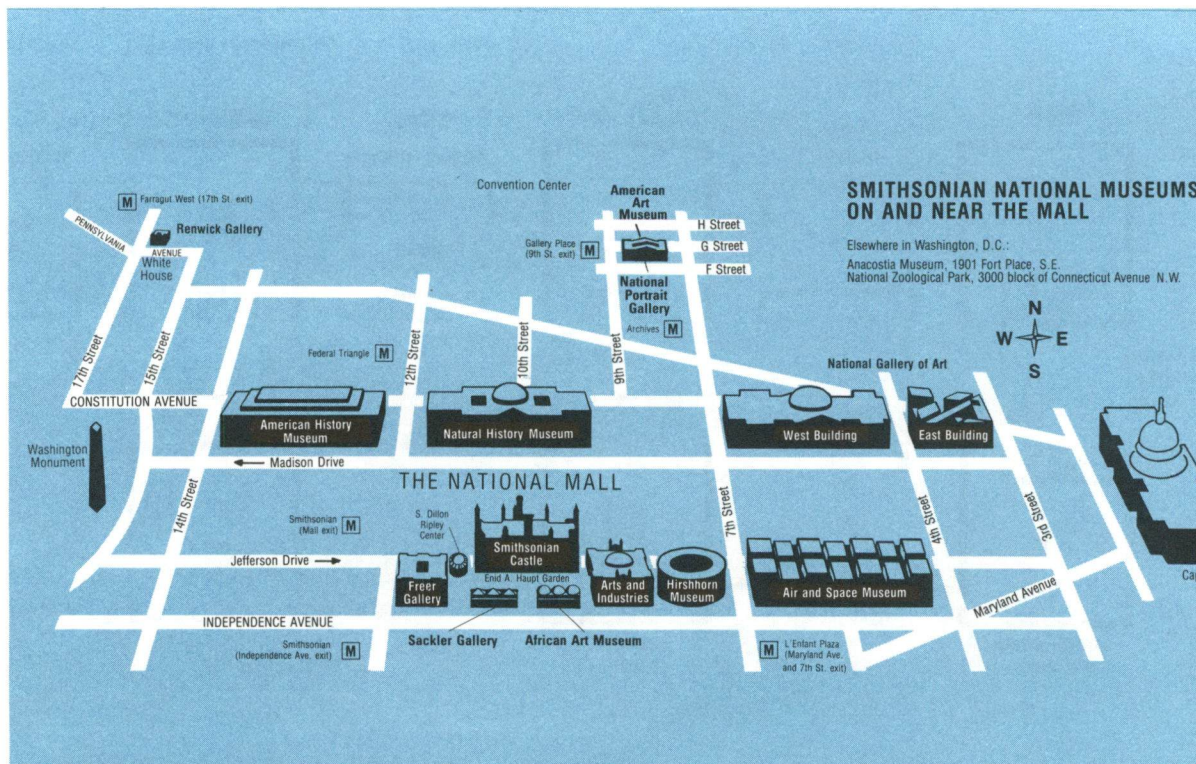 SMITHSONIAN NATIONAL MUSEUMS
ON AND NEAR THE MALL
Elsewhere in Washington, D.C.:
Anacostia Museum, 1901 Fort Place, S.E.
National Zoological Park, 3000 block of Connecticut Avenue N.W.
N
W E
S
Convention Center
American
Art
Museum
M Farragut West (17th St. exit)
PENNSYLVANIA
AVENUE
Renwick Gallery
White
House
Gallery Place
(9th St. exit) M
H Street
G Street
F Street
National
Portrait
Gallery
Archives M
Federal Triangle M
17th Street
15th Street
12th Street
10th Street
9th Street
National Gallery of Art
CONSTITUTION AVENUE
American History
Museum
Natural History Museum
West Building
East Building
Washington
Monument
Madison Drive
THE NATIONAL MALL
14th Street
7th Street
4th Street
3rd Street
Smithsonian
(Mall exit) M
S. Dillon
Ripley
Center
Smithsonian
Castle
Jefferson Drive
Freer
Gallery
Enid A. Haupt Garden
Arts and
Industries
Hirshhorn
Museum
Air and Space Museum
Maryland Avenue
Ca
INDEPENDENCE AVENUE
Sackler Gallery
African Art Museum
Smithsonian
(Independence Ave. exit) M
M L'Enfant Plaza
(Maryland Ave.
and 7th St. exit)